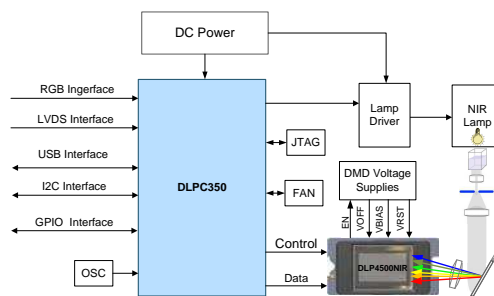 DC Power
RGB Ingerface
LVDS Interface
USB Interface
I2C Interface
GPIO Interface
OSC
DLPC350
JTAG
FAN
Control
Data
Lamp
Driver
NIR
Lamp
DMD Voltage
Supplies
EN
VOFF
VBIAS
VRST
DLP4500NIR